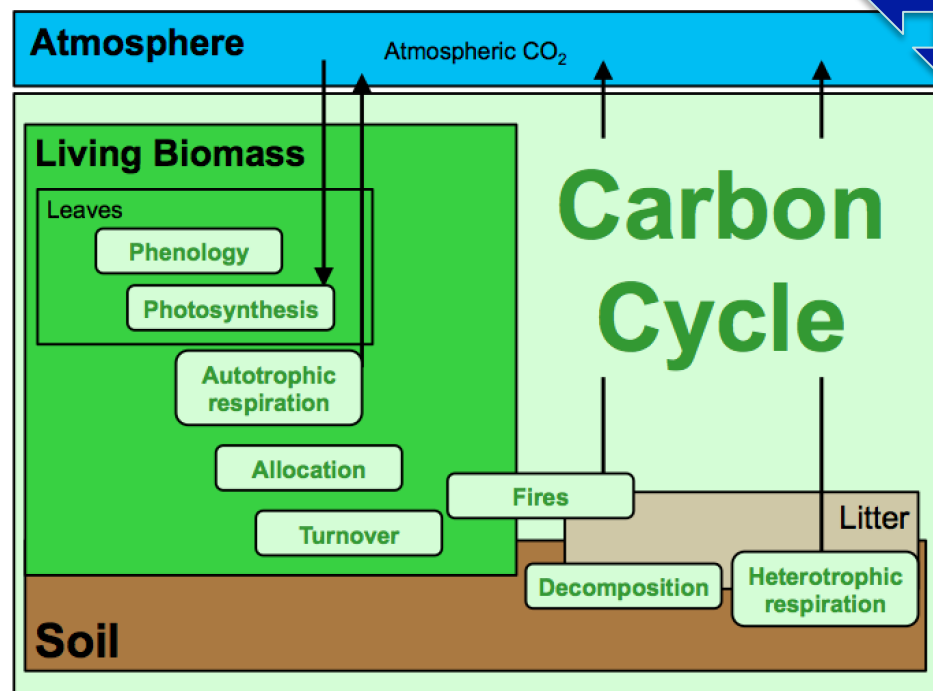 Atmosphere
Atmospheric CO₂
Living Biomass
Leaves
Phenology
Photosynthesis
Autotrophic
respiration
Carbon
Cycle
Allocation
Fires
Turnover
Litter
Decomposition
Heterotrophic
respiration
Soil